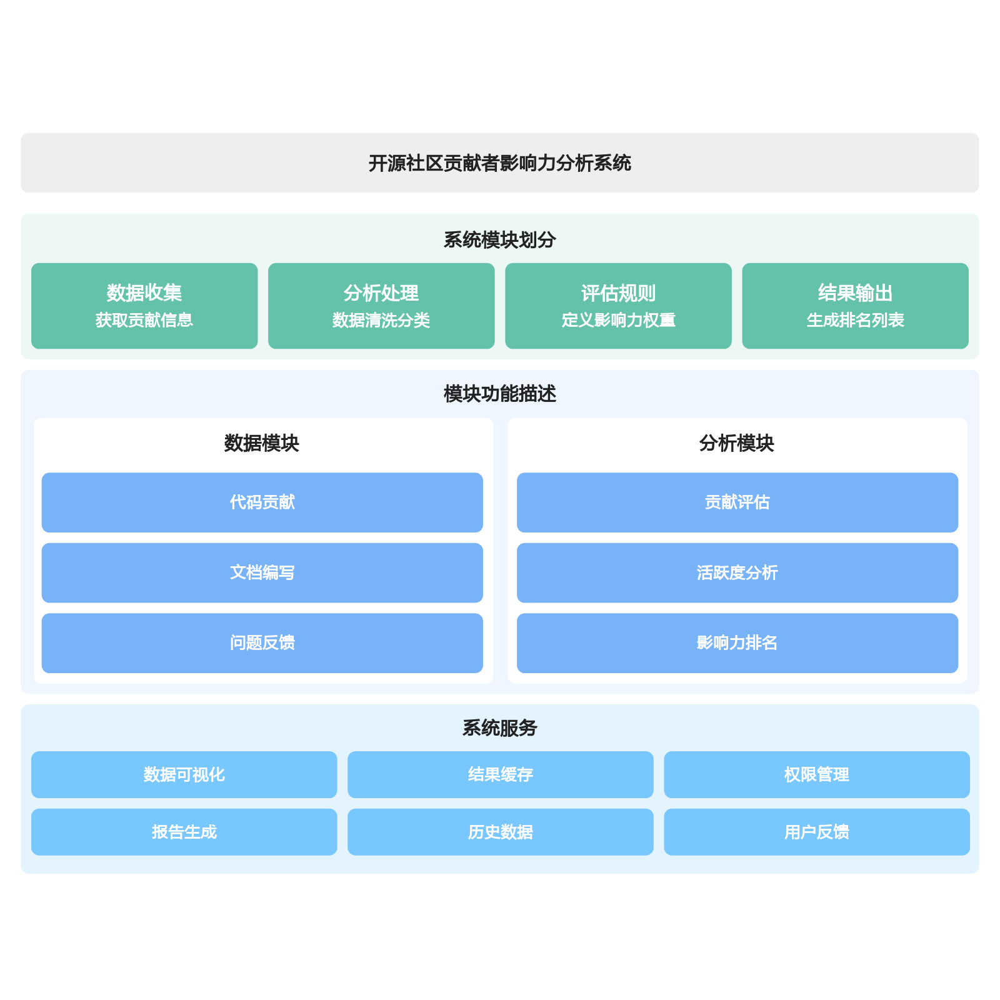 开源社区贡献者影响力分析系统
系统模块划分
数据收集
获取贡献信息
分析处理
数据清洗分类
评估规则
定义影响力权重
结果输出
生成排名列表
模块功能描述
数据模块
代码贡献
文档编写
问题反馈
分析模块
贡献评估
活跃度分析
影响力排名
系统服务
数据可视化
结果缓存
权限管理
报告生成
历史数据
用户反馈